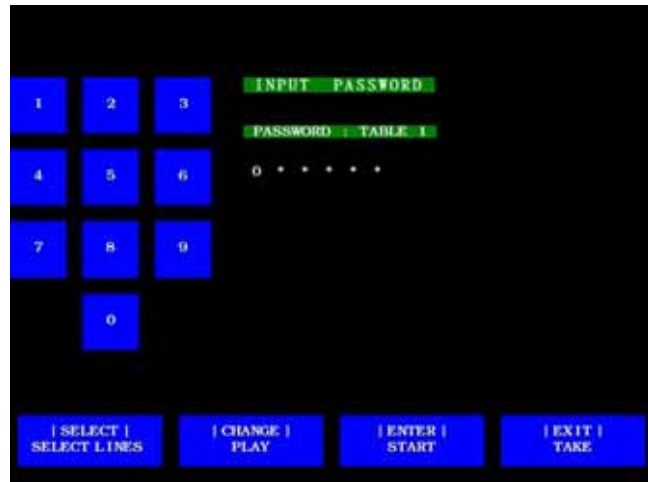 INPUT PASSWORD
1 2 3
PASSWORD : TABLE 1
4 5 6 0 * * * * *
7 8 9
0
| SELECT | | CHANGE | | ENTER | | EXIT |
SELECT LINES PLAY START TAKE